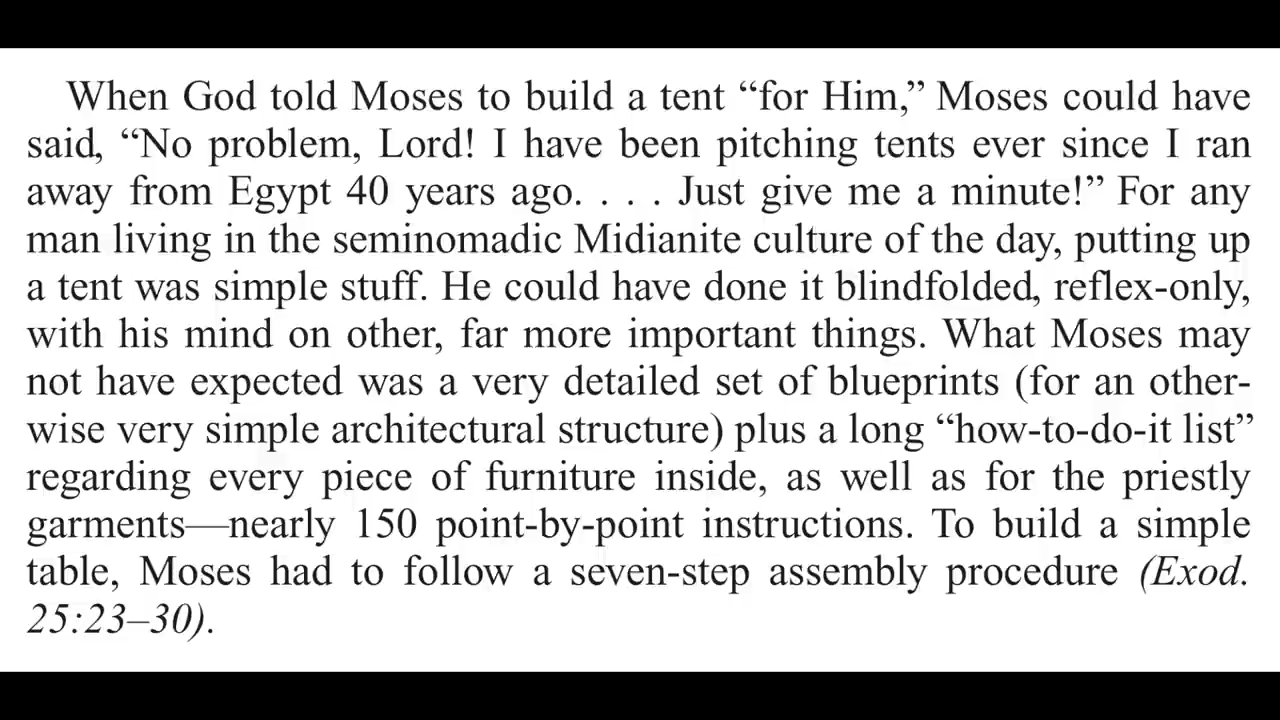 When God told Moses to build a tent “for Him,” Moses could have
said, “No problem, Lord! I have been pitching tents ever since I ran
away from Egypt 40 years ago. . . . Just give me a minute!” For any
man living in the seminomadic Midianite culture of the day, putting up
a tent was simple stuff. He could have done it blindfolded, reflex-only,
with his mind on other, far more important things. What Moses may
not have expected was a very detailed set of blueprints (for an other-
wise very simple architectural structure) plus a long “how-to-do-it list”
regarding every piece of furniture inside, as well as for the priestly
garments—nearly 150 point-by-point instructions. To build a simple
table, Moses had to follow a seven-step assembly procedure (Exod.
25:23–30).